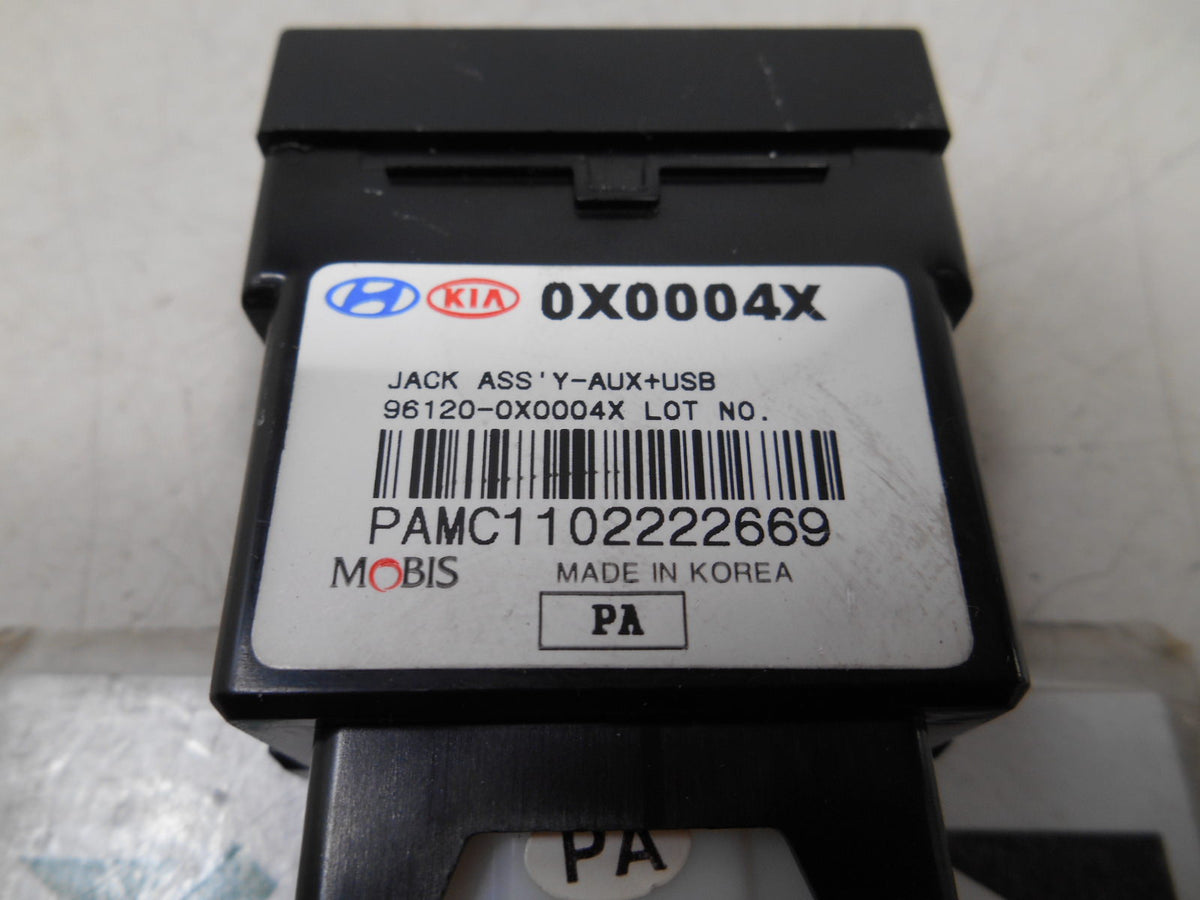 KIA 0X0004X
JACK ASS'Y-AUX+USB
96120-0X0004X LOT NO.
PAMC1102222669
MOBIS MADE IN KOREA
PA
PA